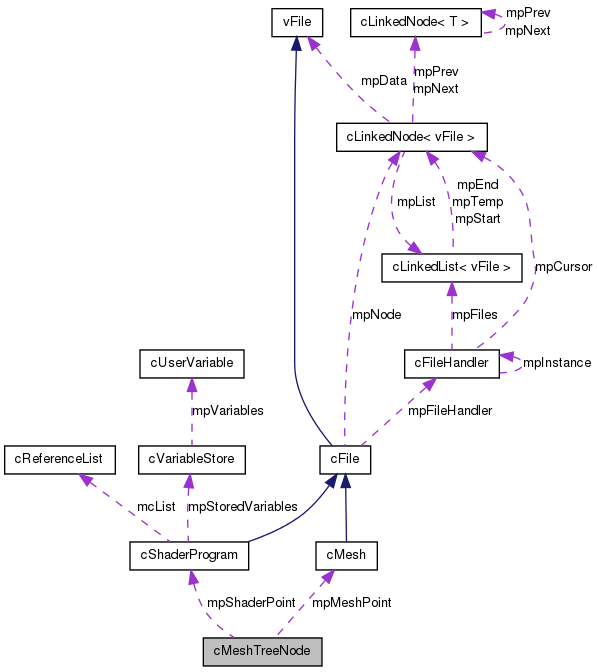 vFile
cLinkedNode< T >
mpPrev
mpNext
mpData
mpPrev
mpNext
cLinkedNode< vFile >
mpList
mpEnd
mpTemp
mpStart
cLinkedList< vFile >
mpCursor
mpNode
mpFiles
cUserVariable
cFileHandler
mpInstance
mpVariables
mpFileHandler
cReferenceList
cVariableStore
cFile
mcList
mpStoredVariables
cShaderProgram
cMesh
mpShaderPoint
mpMeshPoint
cMeshTreeNode